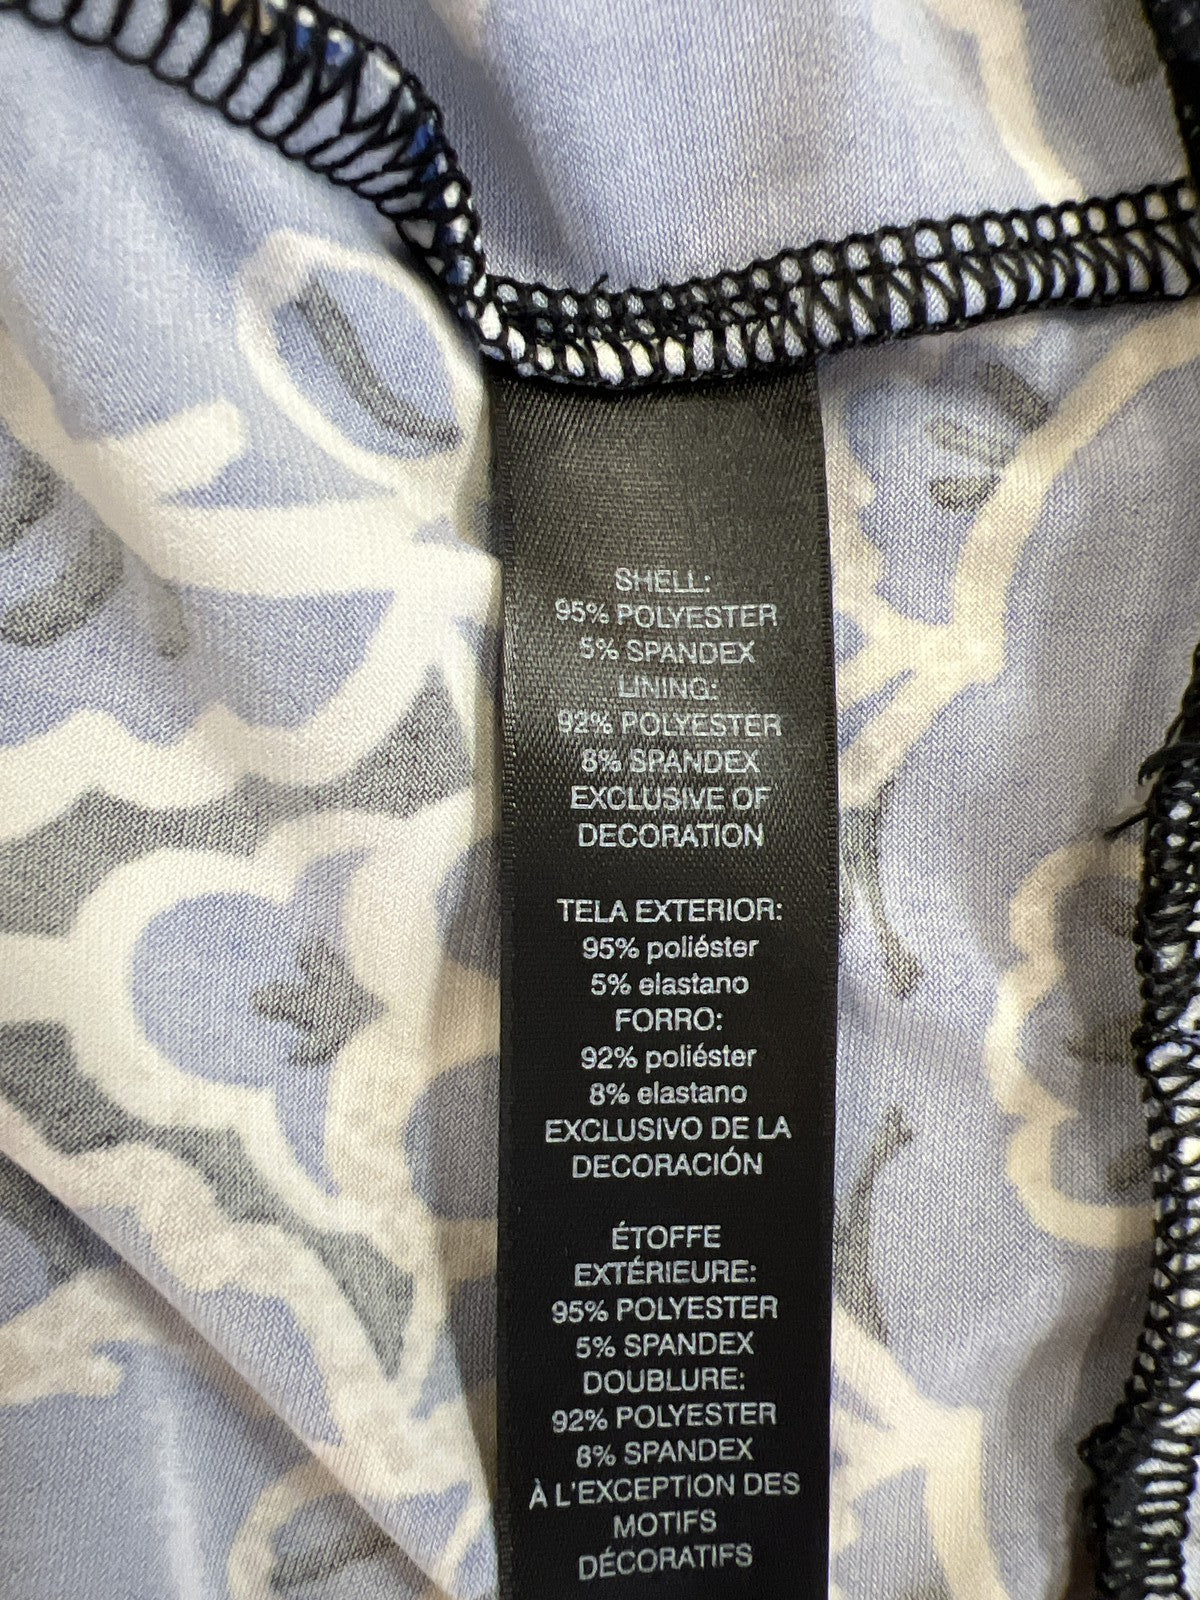 SHELL:
95% POLYESTER
5% SPANDEX
LINING:
92% POLYESTER
8% SPANDEX
EXCLUSIVE OF
DECORATION
TELA EXTERIOR:
95% poliéster
5% elastano
FORRO:
92% poliéster
8% elastano
EXCLUSIVO DE LA
DECORACIÓN
ÉTOFFE
EXTÉRIEURE:
95% POLYESTER
5% SPANDEX
DOUBLURE:
92% POLYESTER
8% SPANDEX
À L'EXCEPTION DES
MOTIFS
DÉCORATIFS